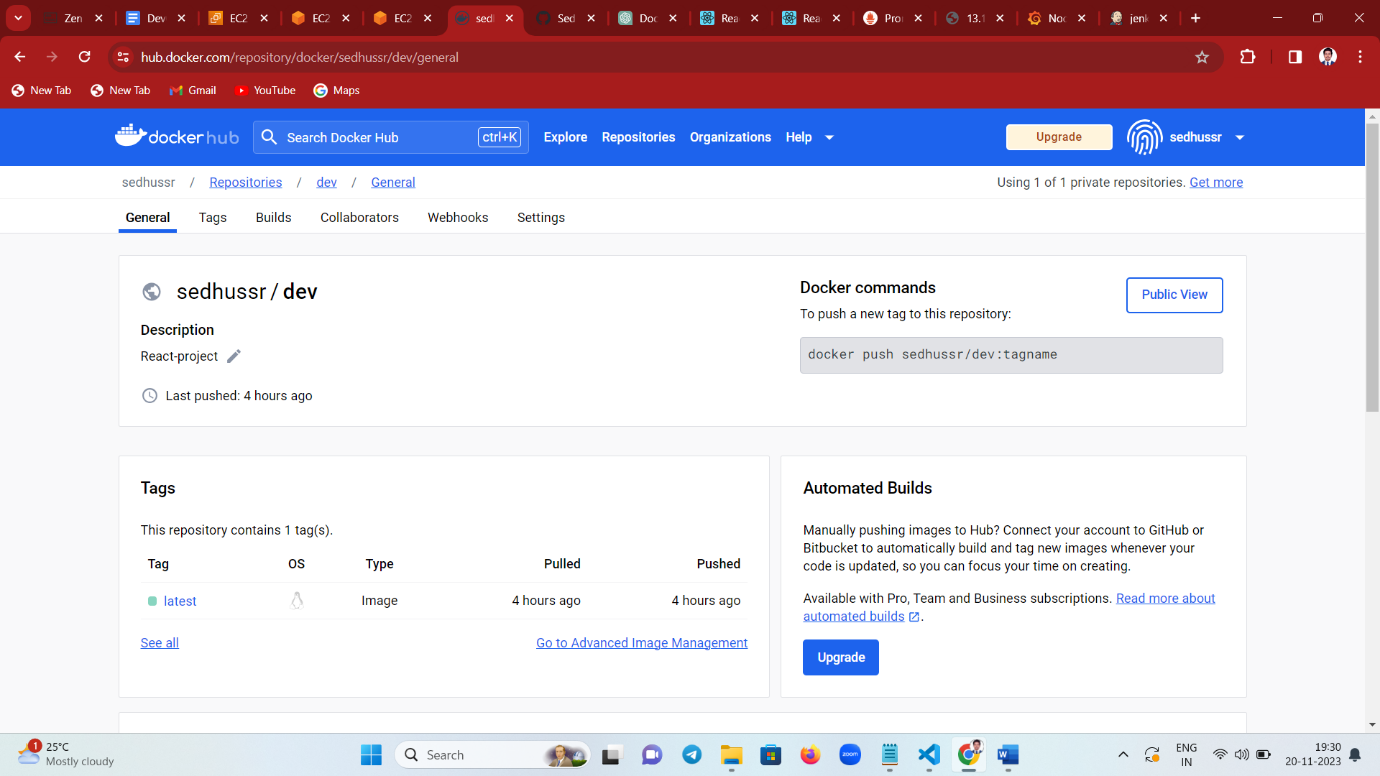 Zen
Dev
EC2
EC2
EC2
sedl
Sed
Doc
Rea
Rea
Pro
13.1
Noc
jenk
hub.docker.com/repository/docker/sedhussr/dev/general
New Tab
New Tab
Gmail
YouTube
Maps
dockerhub
Search Docker Hub
ctrl+K
Explore
Repositories
Organizations
Help
Upgrade
sedhussr
sedhussr / Repositories / dev / General
Using 1 of 1 private repositories. Get more
General
Tags
Builds
Collaborators
Webhooks
Settings
sedhussr / dev
Description
React-project
Last pushed: 4 hours ago
Docker commands
Public View
To push a new tag to this repository:
docker push sedhussr/dev:tagname
Tags
This repository contains 1 tag(s).
Tag OS Type Pulled Pushed
latest Image 4 hours ago 4 hours ago
See all
Go to Advanced Image Management
Automated Builds
Manually pushing images to Hub? Connect your account to GitHub or
Bitbucket to automatically build and tag new images whenever your
code is updated, so you can focus your time on creating.
Available with Pro, Team and Business subscriptions. Read more about
automated builds .
Upgrade
1
25°C
Mostly cloudy
Search
zoom
ENG
IN
19:30
20-11-2023